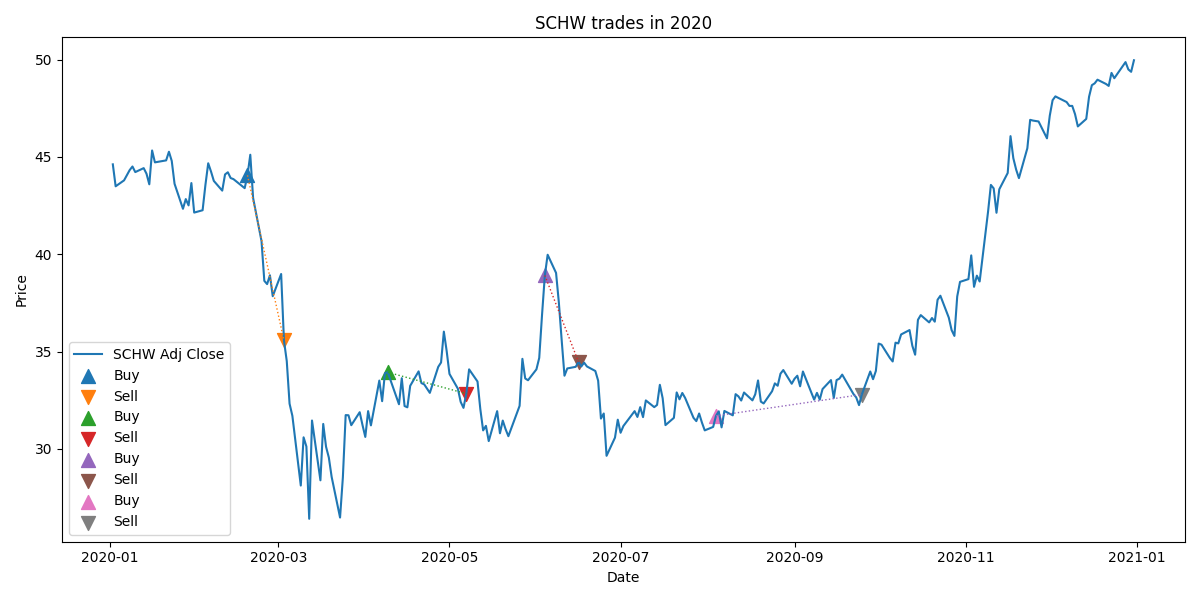 SCHW trades in 2020
50
45
40
35
30
Price
SCHW Adj Close
Buy
Sell
Buy
Sell
Buy
Sell
Buy
Sell
2020-01 2020-03 2020-05 2020-07 2020-09 2020-11 2021-01
Date